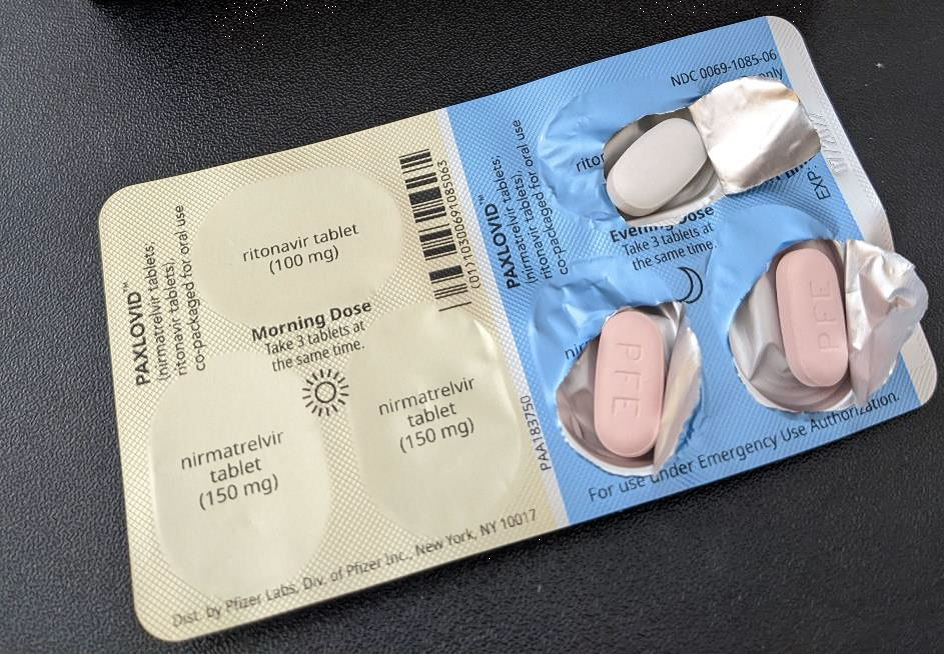 PAXLOVID™
(nirmatrelvir tablets,
ritonavir tablets),
co-packaged for oral use
ritonavir tablet
(100 mg)
Morning Dose
Take 3 tablets at
the same time.
nirmatrelvir
tablet
(150 mg)
nirmatrelvir
tablet
(150 mg)
(01)10300691085063
Dist. by Pfizer Labs, Div. of Pfizer Inc., New York, NY 10017
PAXLOVID™
(nirmatrelvir tablets,
ritonavir tablets),
co-packaged for oral use
NDC 0069-1085-06
only
Evening Dose
Take 3 tablets at
the same time.
PFE
PFE
PAA183750
For use under Emergency Use Authorization.
EXP.